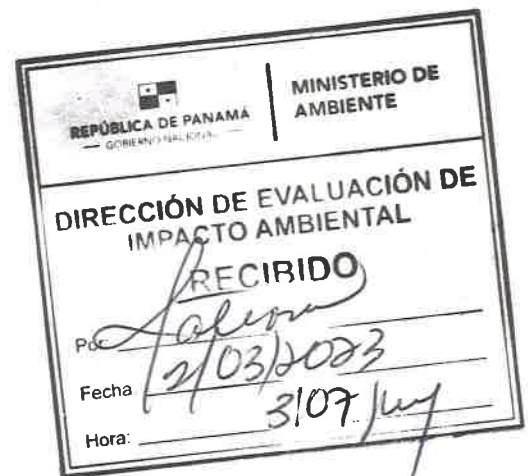 REPÚBLICA DE PANAMÁ
— GOBIERNO NACIONAL —
MINISTERIO DE
AMBIENTE
DIRECCIÓN DE EVALUACIÓN DE
IMPACTO AMBIENTAL
RECIBIDO
Por:
Fecha 2/03/2023
Hora: 3:07